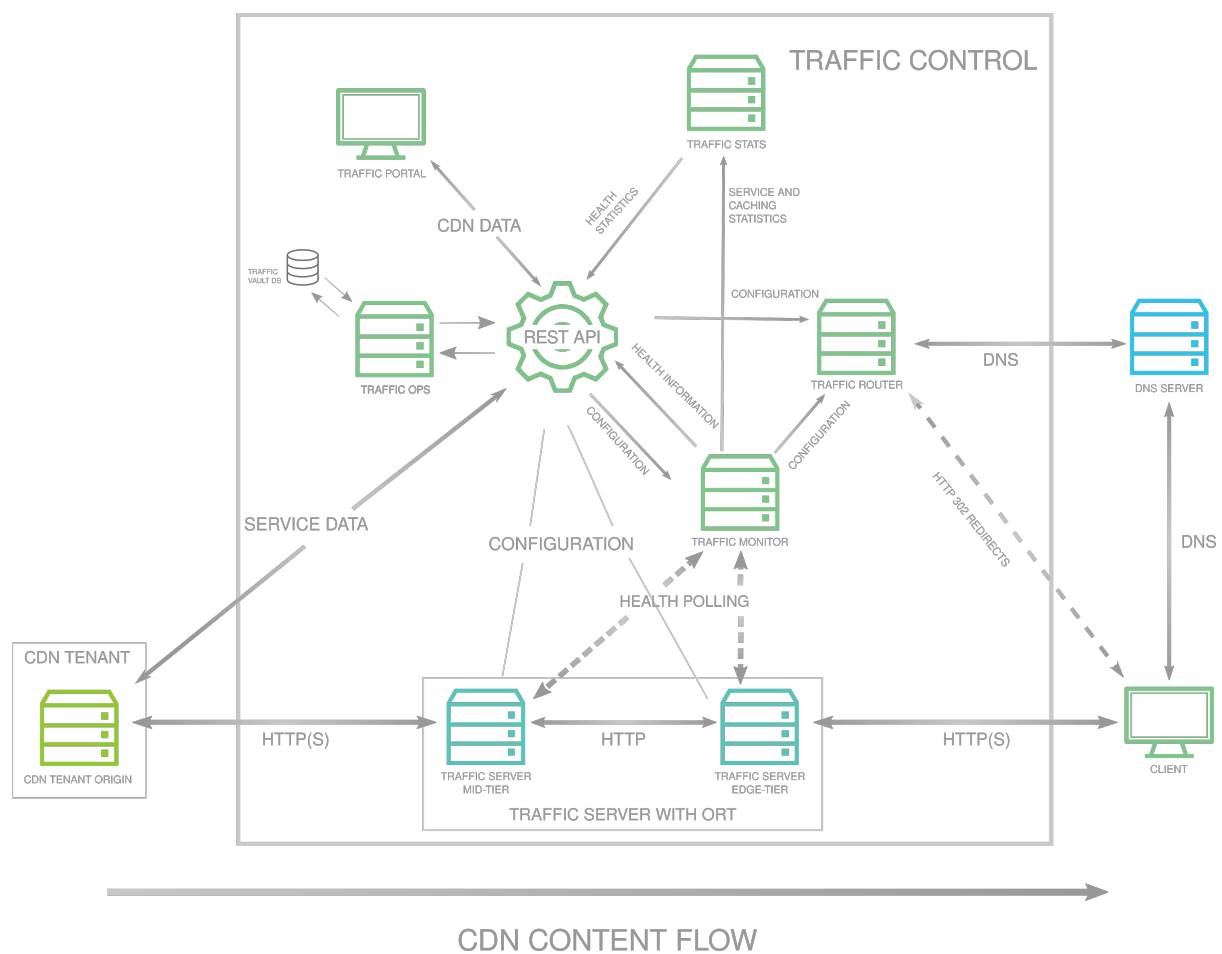 TRAFFIC CONTROL
TRAFFIC STATS
TRAFFIC PORTAL
CDN DATA
HEALTH
STATISTICS
SERVICE AND
CACHING
STATISTICS
TRAFFIC
VAULT DB
TRAFFIC OPS
REST API
CONFIGURATION
TRAFFIC ROUTER
DNS
DNS SERVER
HEALTH INFORMATION
CONFIGURATION
CONFIGURATION
TRAFFIC MONITOR
HTTP 302 REDIRECTS
DNS
SERVICE DATA
CONFIGURATION
HEALTH POLLING
CDN TENANT
CDN TENANT ORIGIN
HTTP(S)
TRAFFIC SERVER
MID-TIER
HTTP
TRAFFIC SERVER
EDGE-TIER
HTTP(S)
CLIENT
TRAFFIC SERVER WITH ORT
CDN CONTENT FLOW